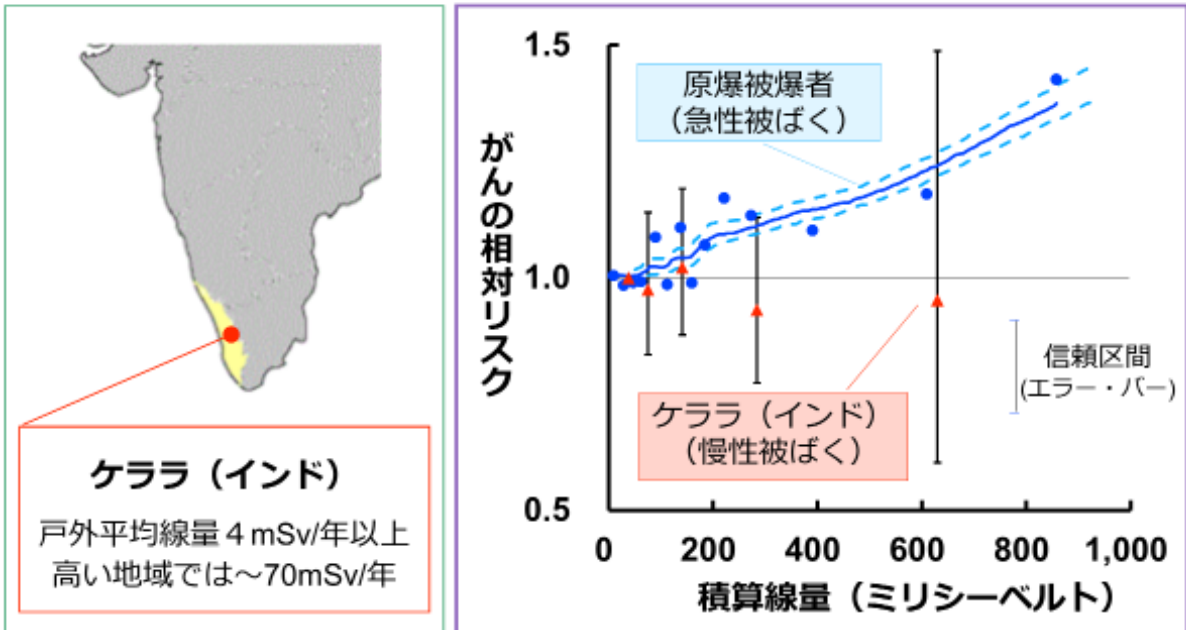 ケララ（インド）
戸外平均線量４mSv/年以上
高い地域では～70mSv/年
がんの相対リスク
1.5
1.0
0.5
原爆被爆者
（急性被ばく）
ケララ（インド）
（慢性被ばく）
信頼区間
(エラー・バー)
0 200 400 600 800 1,000
積算線量（ミリシーベルト）